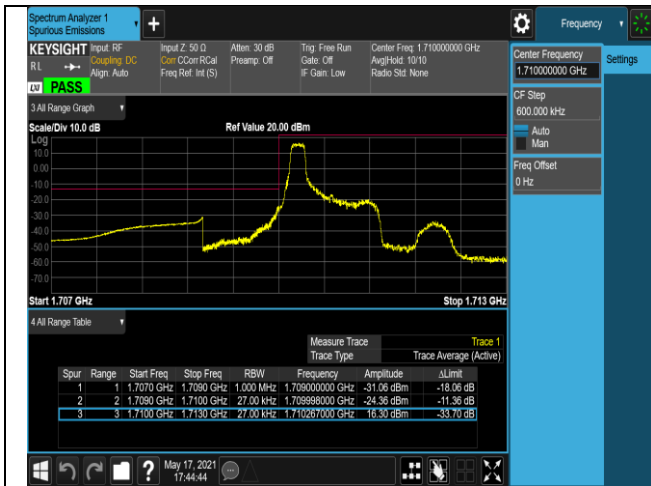 Spectrum Analyzer 1
Spurious Emissions
Frequency
KEYSIGHT Input: RF Input Z: 50 Ω Atten: 30 dB Trig: Free Run Center Freq: 1.710000000 GHz
RL Coupling: DC Corr CCorr RCal Preamp: Off Gate: Off Avg|Hold: 10/10
Align: Auto Freq Ref: Int (S) IF Gain: Low Radio Std: None
LXI PASS
Center Frequency
1.710000000 GHz
Settings
CF Step
600.000 kHz
Auto
Man
Freq Offset
0 Hz
3 All Range Graph
Scale/Div 10.0 dB Ref Value 20.00 dBm
Log
10.0
0.00
-10.0
-20.0
-30.0
-40.0
-50.0
-60.0
-70.0
Start 1.707 GHz Stop 1.713 GHz
4 All Range Table
Measure Trace Trace 1
Trace Type Trace Average (Active)
Spur Range Start Freq Stop Freq RBW Frequency Amplitude ΔLimit
1 1 1.7070 GHz 1.7090 GHz 1.000 MHz 1.709000000 GHz -31.06 dBm -18.06 dB
2 2 1.7090 GHz 1.7100 GHz 27.00 kHz 1.709998000 GHz -24.36 dBm -11.36 dB
3 3 1.7100 GHz 1.7130 GHz 27.00 kHz 1.710267000 GHz 16.30 dBm -33.70 dB
? May 17, 2021
17:44:44